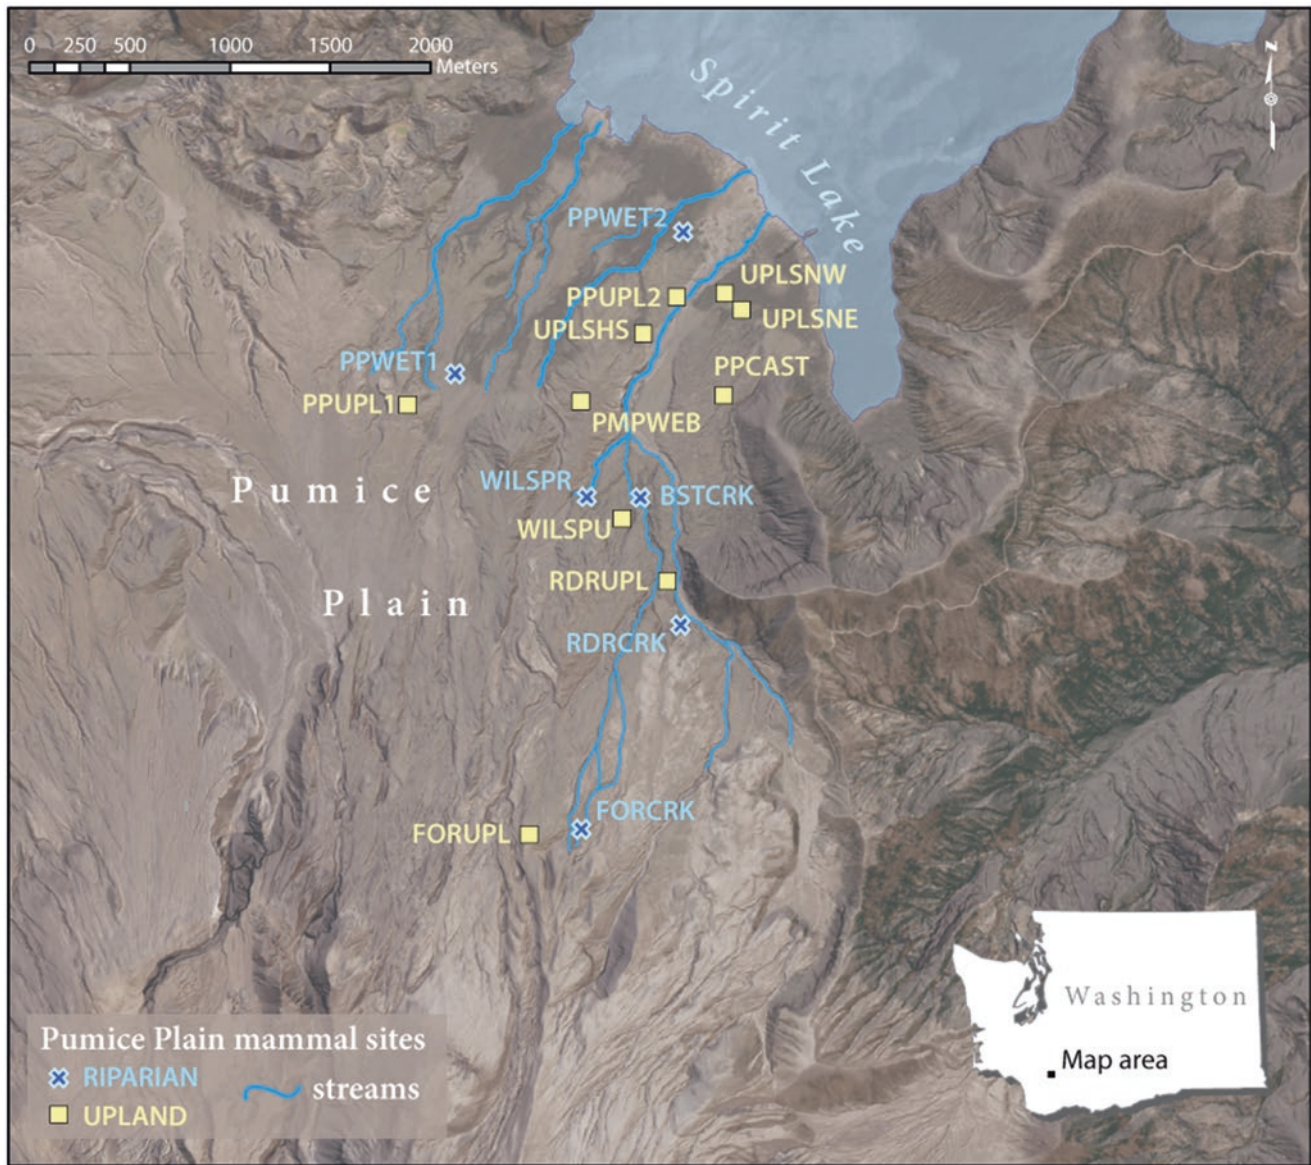 0 250 500 1000 1500 2000
Meters
N
Spirit Lake
PPWET2
UPLSNW
PPUPL2
UPLSNE
UPLSHS
PPWET1
PPCAST
PPUPL1
PMPWEB
WILSPR
BSTCRK
Pumice
WILSPU
RDRUPL
Plain
RDRCRK
FORCRK
FORUPL
Washington
Map area
Pumice Plain mammal sites
RIPARIAN
streams
UPLAND